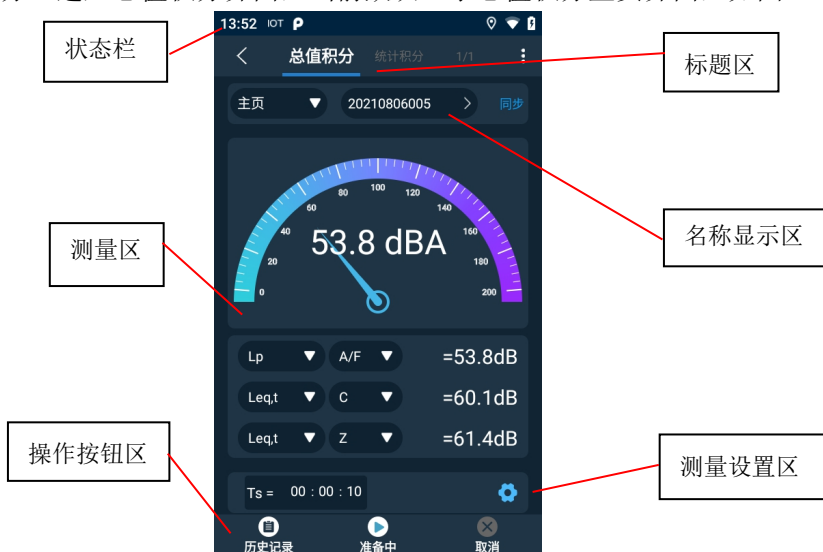 13:52 IOT P
状态栏
总值积分 统计积分 1/1
标题区
主页 20210806005 同步
名称显示区
测量区
0 20 40 60 80 100 120 140 160 180 200
53.8 dBA
Lp A/F =53.8dB
Leq,t C =60.1dB
Leq,t Z =61.4dB
操作按钮区
测量设置区
Ts = 00 : 00 : 10
历史记录 准备中 取消